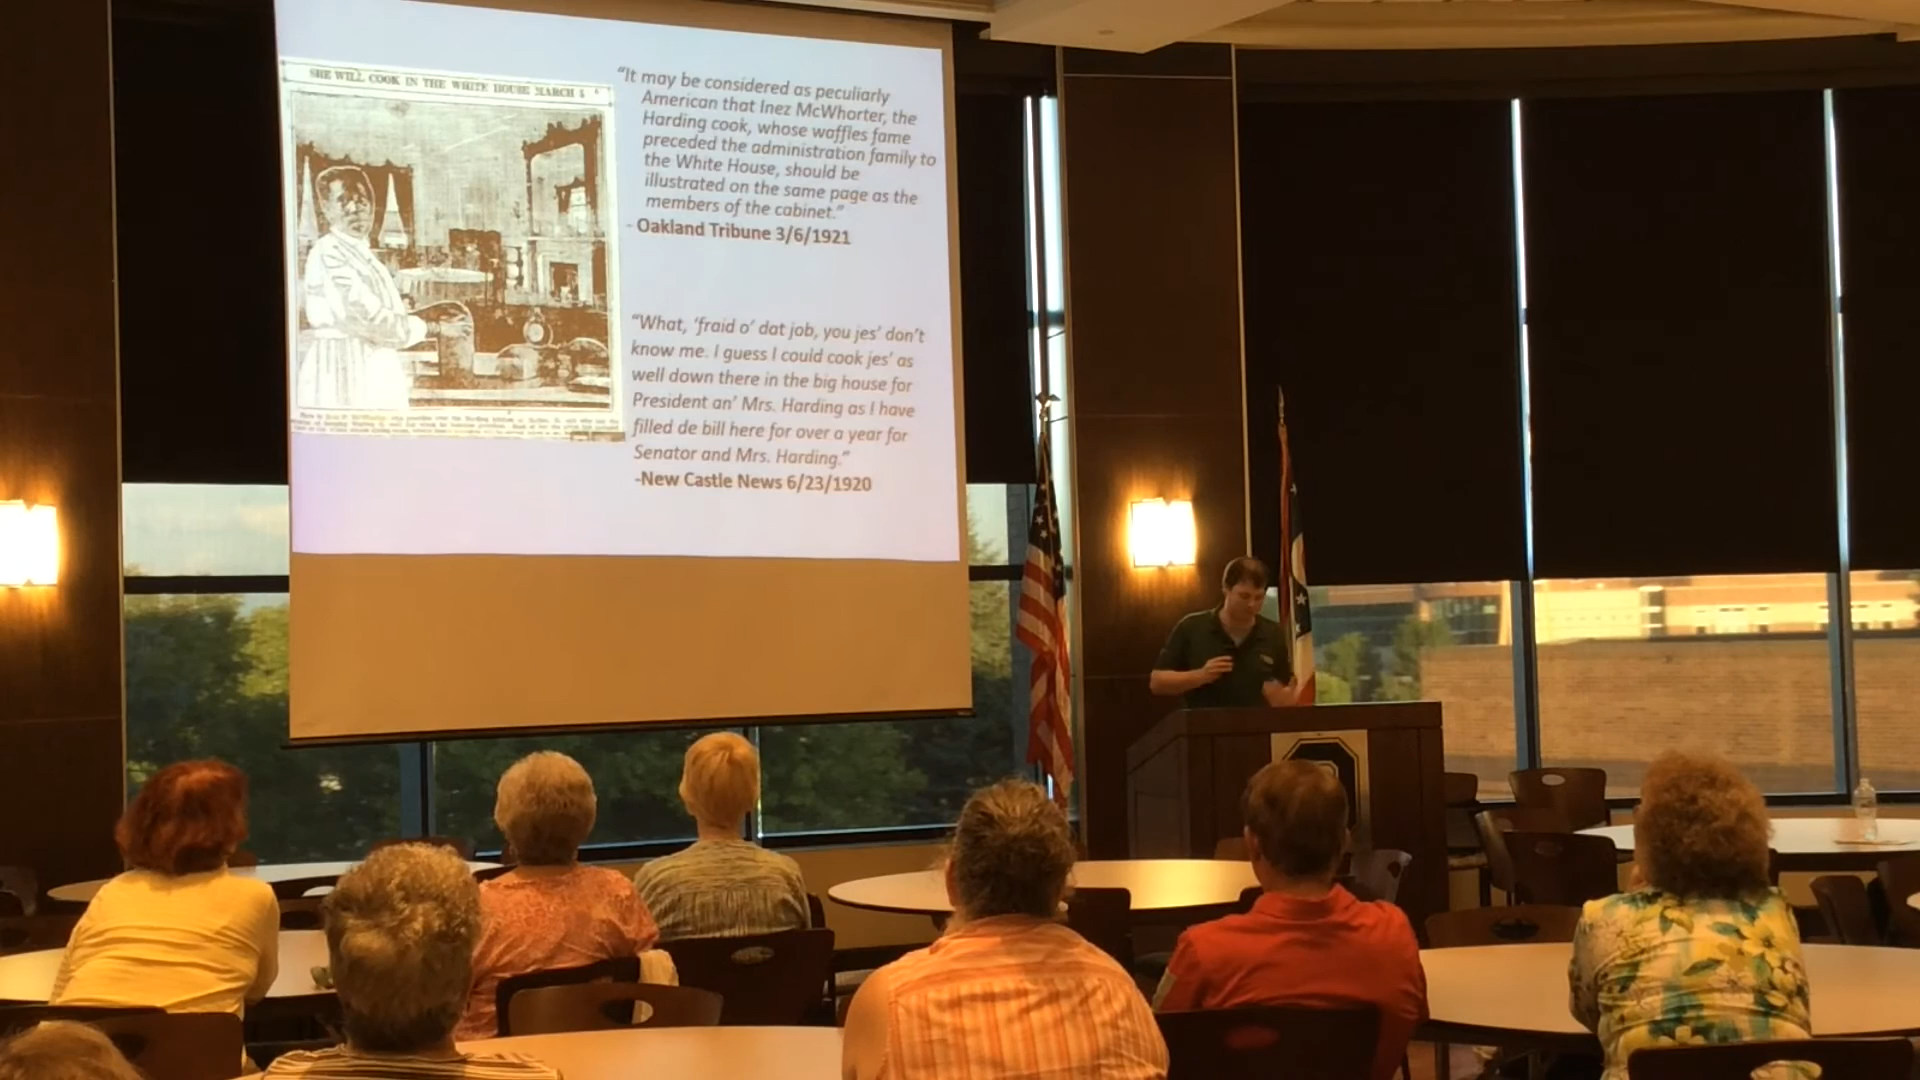 SHE WILL COOK IN THE WHITE HOUSE MARCH 5
“It may be considered as peculiarly
American that Inez McWhorter, the
Harding cook, whose waffles fame
preceded the administration family to
the White House, should be
illustrated on the same page as the
members of the cabinet.”
- Oakland Tribune 3/6/1921
“What, ‘fraid o’ dat job, you jes’ don’t
know me. I guess I could cook jes’ as
well down there in the big house for
President an’ Mrs. Harding as I have
filled de bill here for over a year for
Senator and Mrs. Harding.”
-New Castle News 6/23/1920